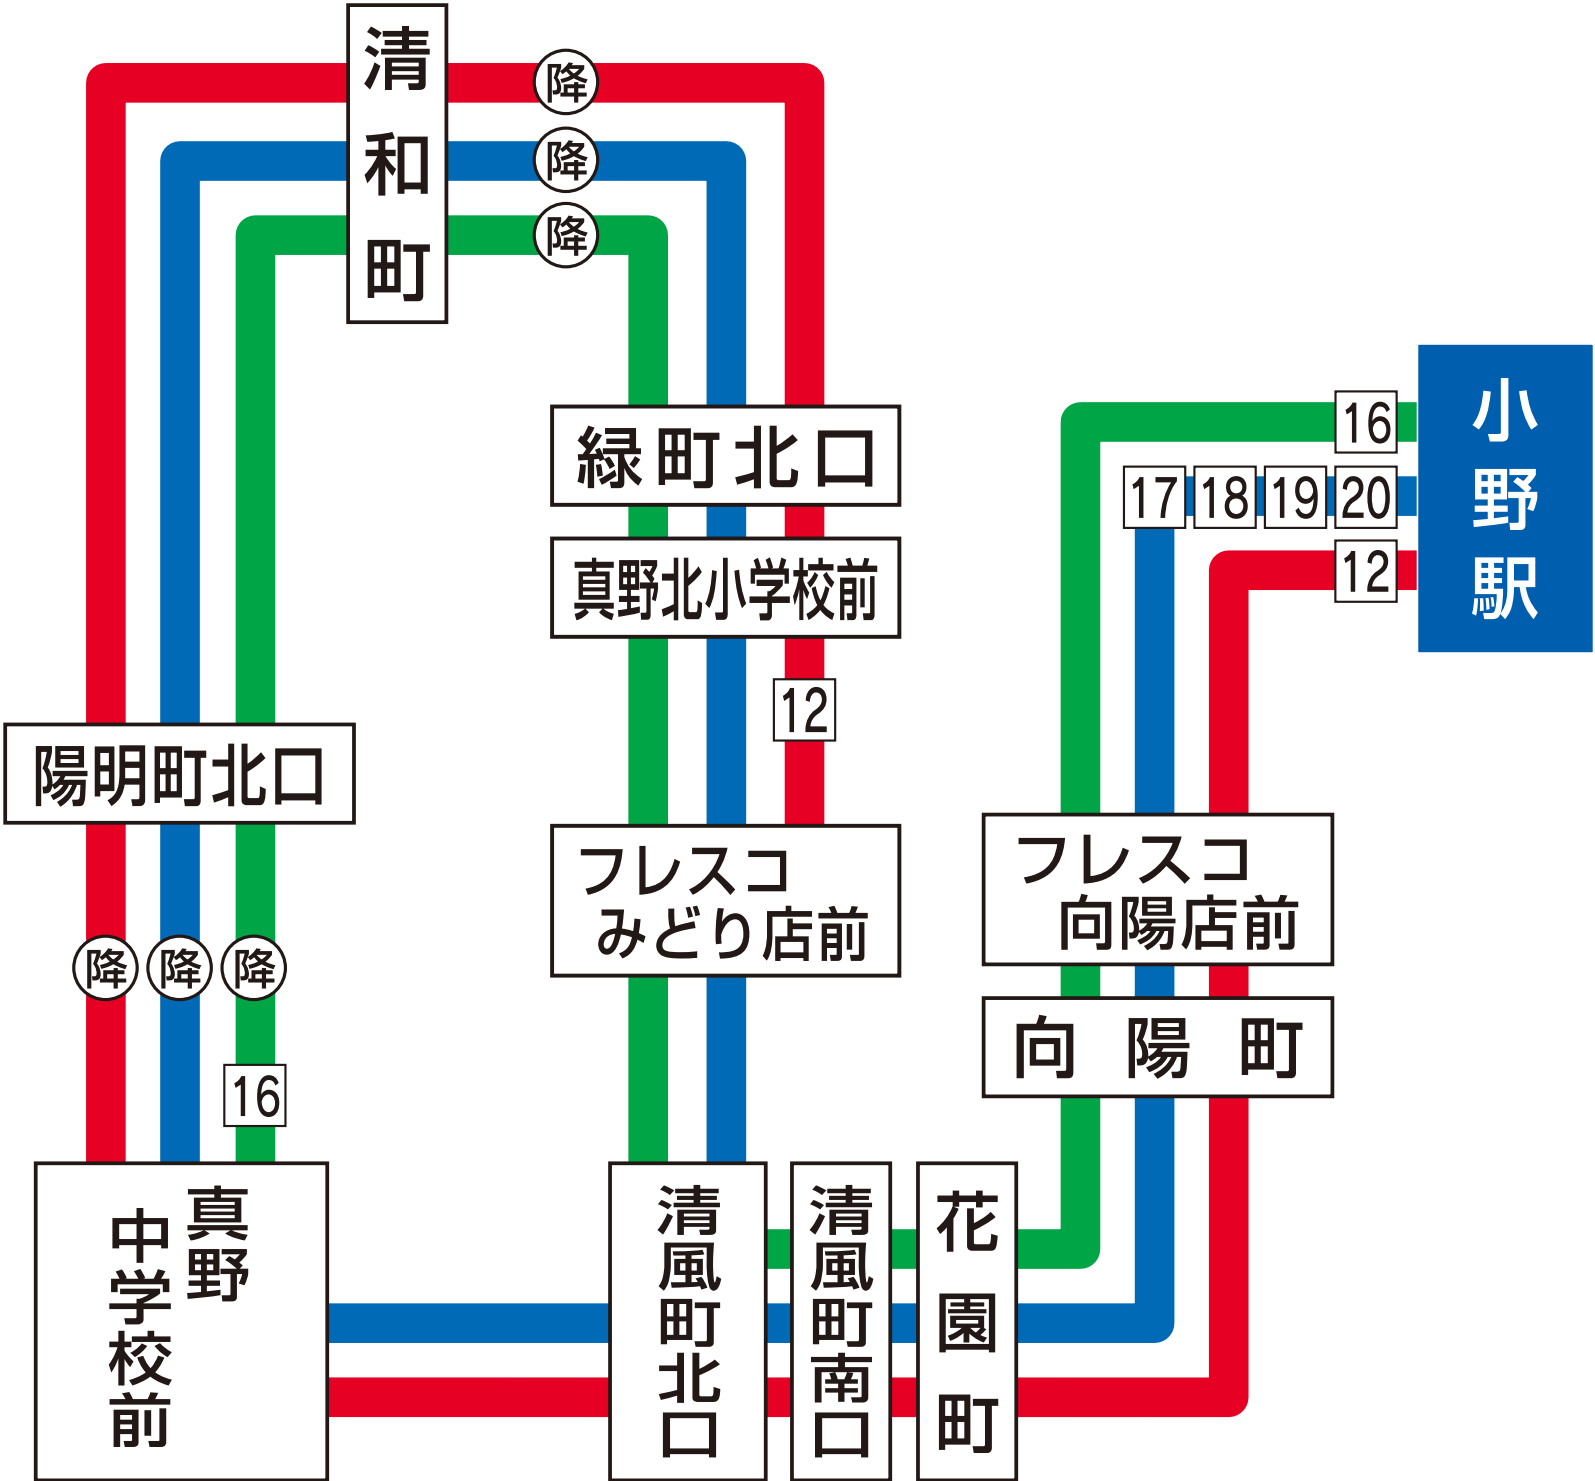 清和町
降
降
降
緑町北口
真野北小学校前
12
陽明町北口
降
降
降
16
フレスコ
みどり店前
16
17
18
19
20
12
小野駅
フレスコ
向陽店前
向陽町
真野
中学校前
清風町北口
清風町南口
花園町